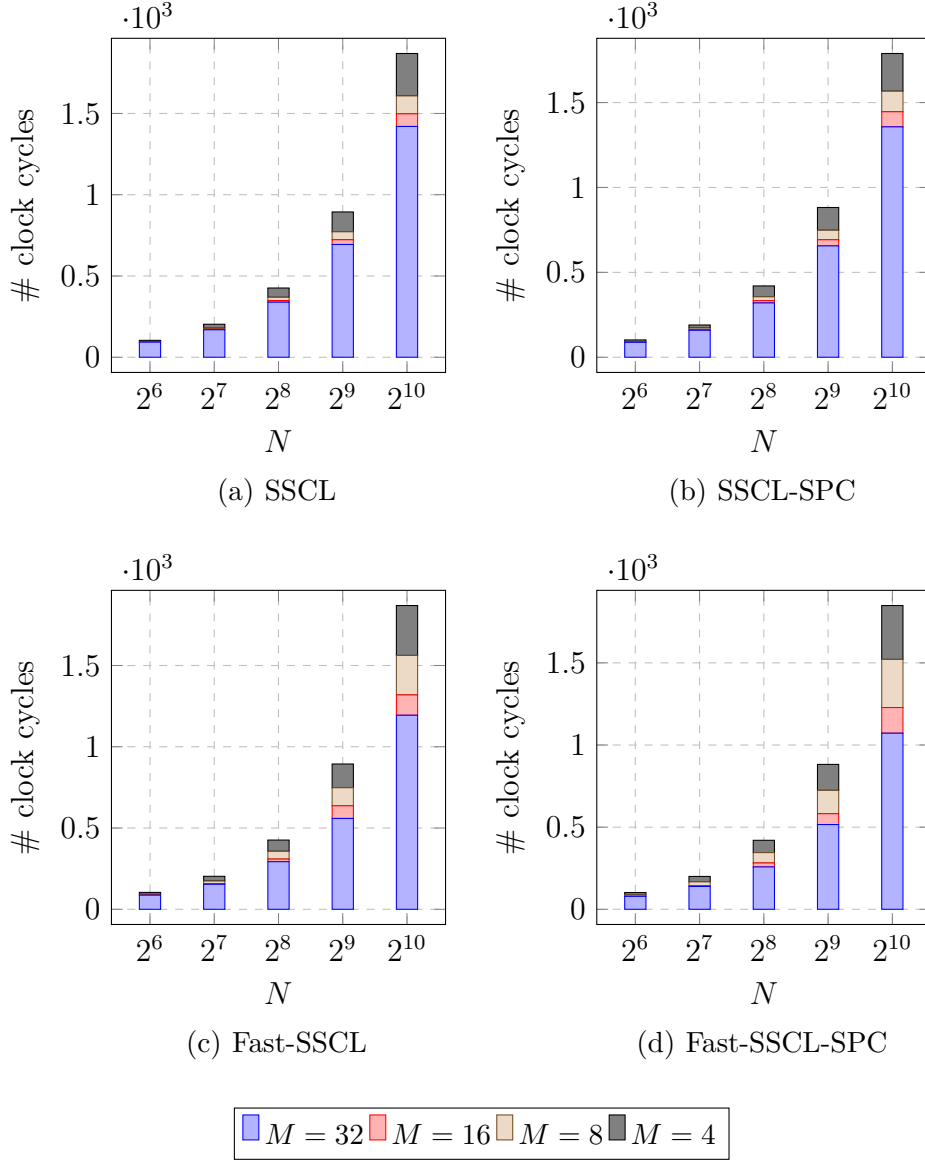 ·10³
# clock cycles
1.5
1
0.5
0
2⁶ 2⁷ 2⁸ 2⁹ 2¹⁰
N
(a) SSCL
·10³
# clock cycles
1.5
1
0.5
0
2⁶ 2⁷ 2⁸ 2⁹ 2¹⁰
N
(b) SSCL-SPC
·10³
# clock cycles
1.5
1
0.5
0
2⁶ 2⁷ 2⁸ 2⁹ 2¹⁰
N
(c) Fast-SSCL
·10³
# clock cycles
1.5
1
0.5
0
2⁶ 2⁷ 2⁸ 2⁹ 2¹⁰
N
(d) Fast-SSCL-SPC
M = 32 M = 16 M = 8 M = 4